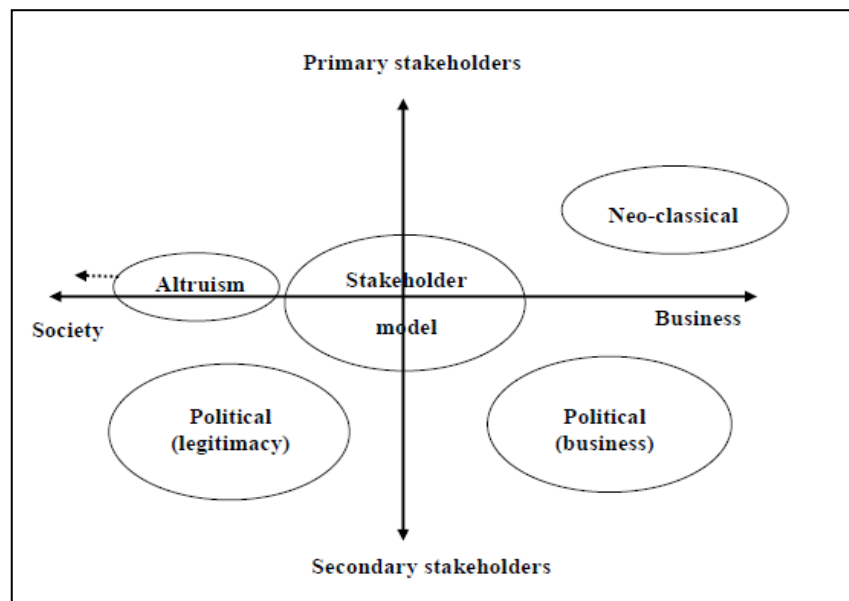 Primary stakeholders
Neo-classical
Altruism
Stakeholder
model
Society
Business
Political
(legitimacy)
Political
(business)
Secondary stakeholders